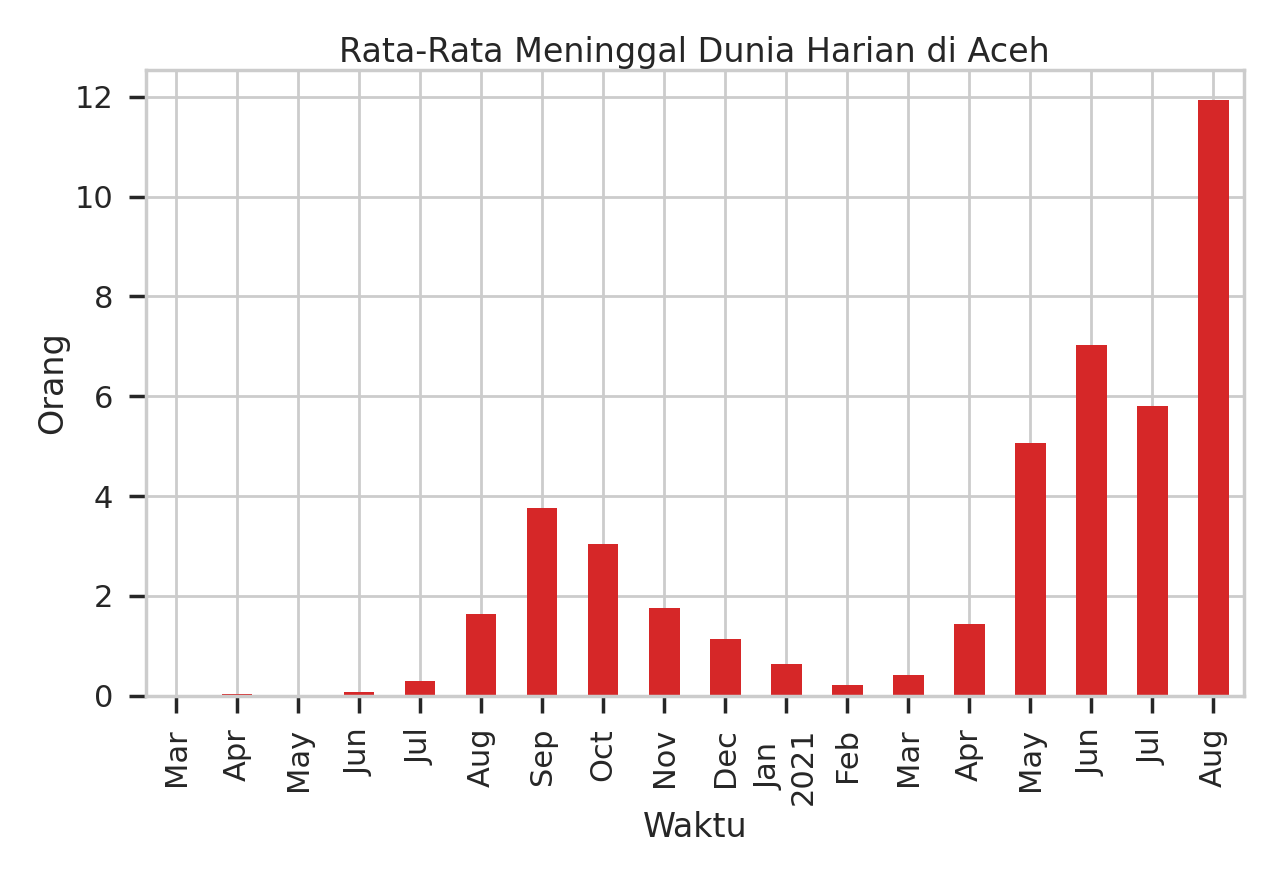 Rata-Rata Meninggal Dunia Harian di Aceh
12
10
8
6
4
2
0
Orang
Mar
Apr
May
Jun
Jul
Aug
Sep
Oct
Nov
Dec
Jan
2021
Feb
Mar
Apr
May
Jun
Jul
Aug
Waktu